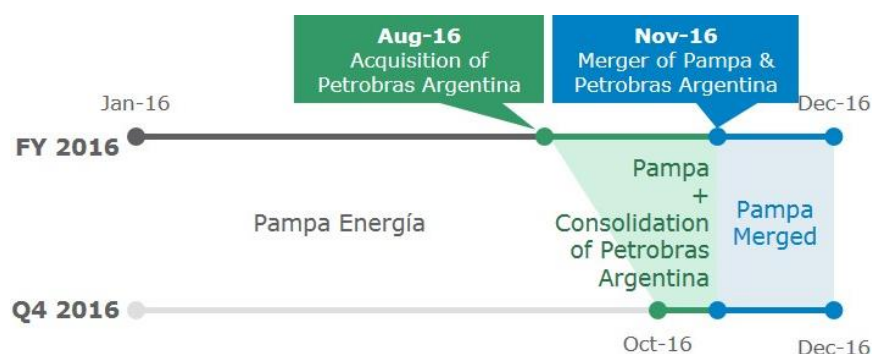 Aug-16
Acquisition of
Petrobras Argentina
Nov-16
Merger of Pampa &
Petrobras Argentina
Jan-16
Dec-16
FY 2016
Pampa Energía
Pampa
+
Consolidation
of Petrobras
Argentina
Pampa
Merged
Q4 2016
Oct-16
Dec-16